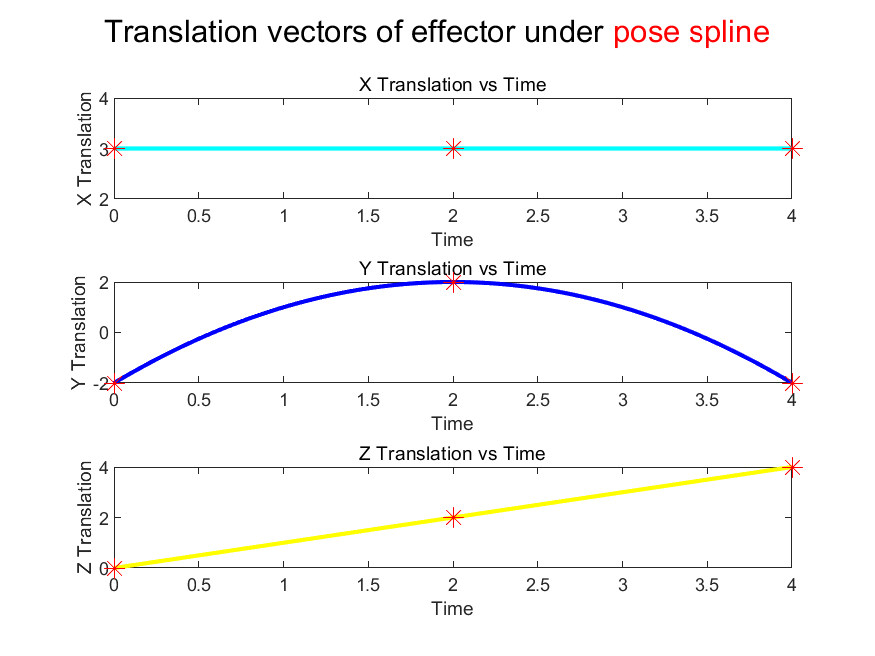 Translation vectors of effector under pose spline
X Translation vs Time
X Translation
4
3
2
0 0.5 1 1.5 2 2.5 3 3.5 4
Time
Y Translation vs Time
Y Translation
2
0
-2
0 0.5 1 1.5 2 2.5 3 3.5 4
Time
Z Translation vs Time
Z Translation
4
2
0
0 0.5 1 1.5 2 2.5 3 3.5 4
Time